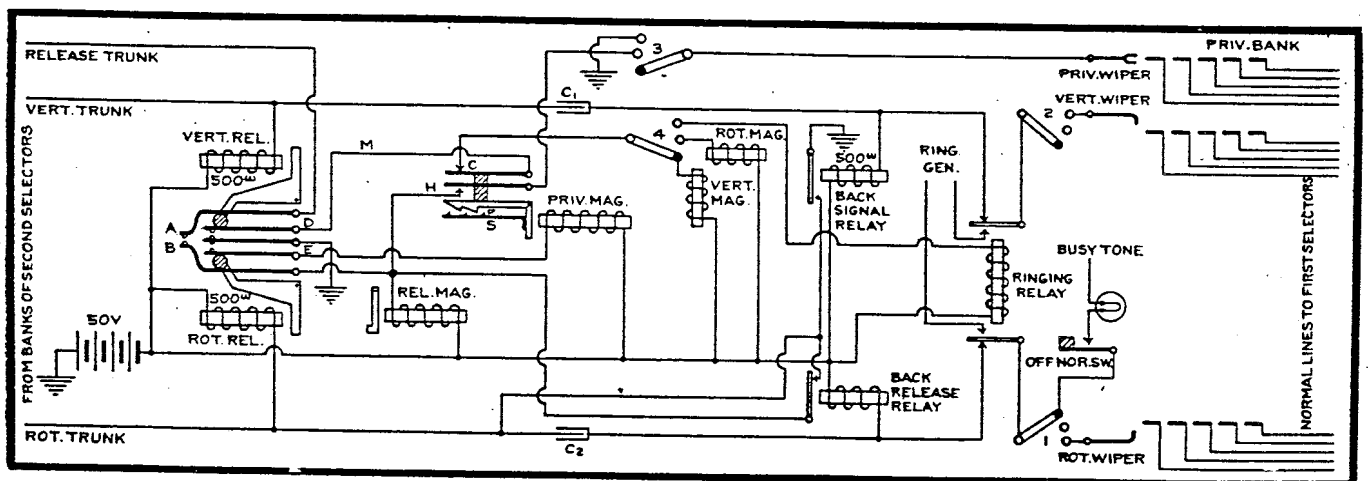 RELEASE TRUNK
VERT. TRUNK
FROM BANKS OF SECOND SELECTORS
VERT. REL.
500ω
M
A
B
D
E
500ω
ROT. REL.
50V
ROT. TRUNK
C
H
S
PRIV. MAG.
REL. MAG.
C1
C2
3
4
ROT. MAG.
VERT. MAG.
500ω
BACK
SIGNAL
RELAY
BACK
RELEASE
RELAY
RING.
GEN.
RINGING
RELAY
PRIV. BANK
PRIV. WIPER
2
VERT. WIPER
BUSY TONE
OFF NOR. SW.
1
ROT. WIPER
NORMAL LINES TO FIRST SELECTORS